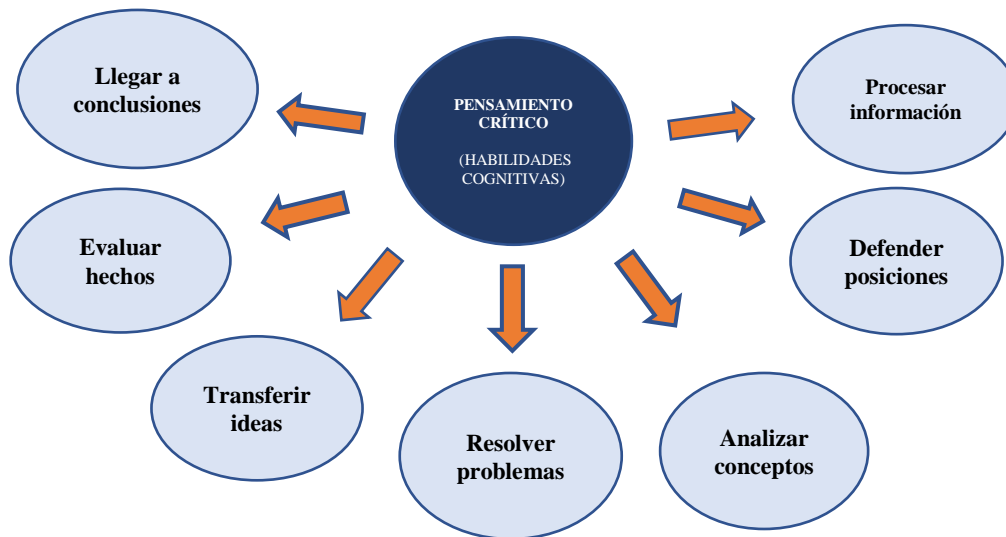 Llegar a
conclusiones
PENSAMIENTO
CRÍTICO
(HABILIDADES
COGNITIVAS)
Procesar
información
Evaluar
hechos
Defender
posiciones
Transferir
ideas
Resolver
problemas
Analizar
conceptos